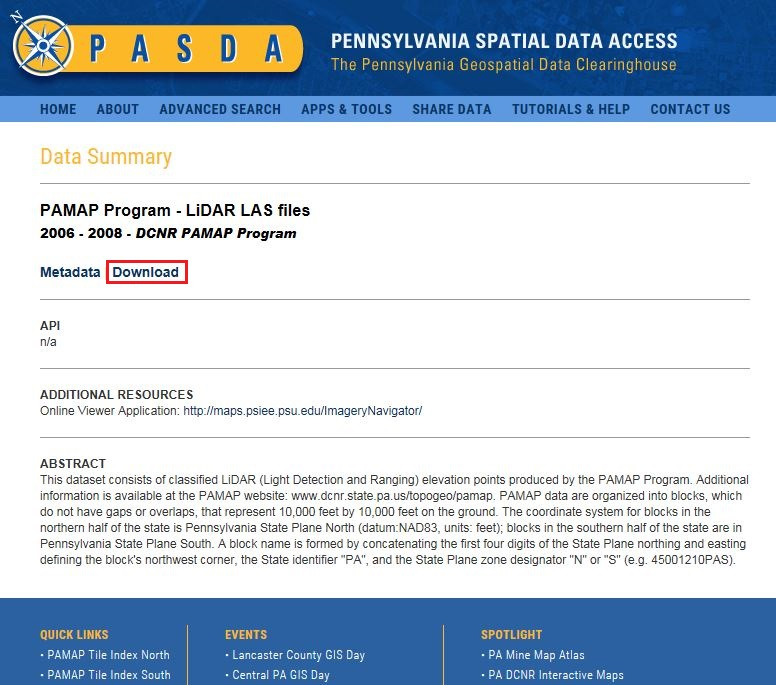 N
PASDA
PENNSYLVANIA SPATIAL DATA ACCESS
The Pennsylvania Geospatial Data Clearinghouse
HOME ABOUT ADVANCED SEARCH APPS & TOOLS SHARE DATA TUTORIALS & HELP CONTACT US
Data Summary
PAMAP Program - LiDAR LAS files
2006 - 2008 - DCNR PAMAP Program
Metadata Download
API
n/a
ADDITIONAL RESOURCES
Online Viewer Application: http://maps.psiee.psu.edu/ImageryNavigator/
ABSTRACT
This dataset consists of classified LiDAR (Light Detection and Ranging) elevation points produced by the PAMAP Program. Additional
information is available at the PAMAP website: www.dcnr.state.pa.us/topogeo/pamap. PAMAP data are organized into blocks, which
do not have gaps or overlaps, that represent 10,000 feet by 10,000 feet on the ground. The coordinate system for blocks in the
northern half of the state is Pennsylvania State Plane North (datum:NAD83, units: feet); blocks in the southern half of the state are in
Pennsylvania State Plane South. A block name is formed by concatenating the first four digits of the State Plane northing and easting
defining the block's northwest corner, the State identifier "PA", and the State Plane zone designator "N" or "S" (e.g. 45001210PAS).
QUICK LINKS
• PAMAP Tile Index North
• PAMAP Tile Index South
EVENTS
• Lancaster County GIS Day
• Central PA GIS Day
SPOTLIGHT
• PA Mine Map Atlas
• PA DCNR Interactive Maps